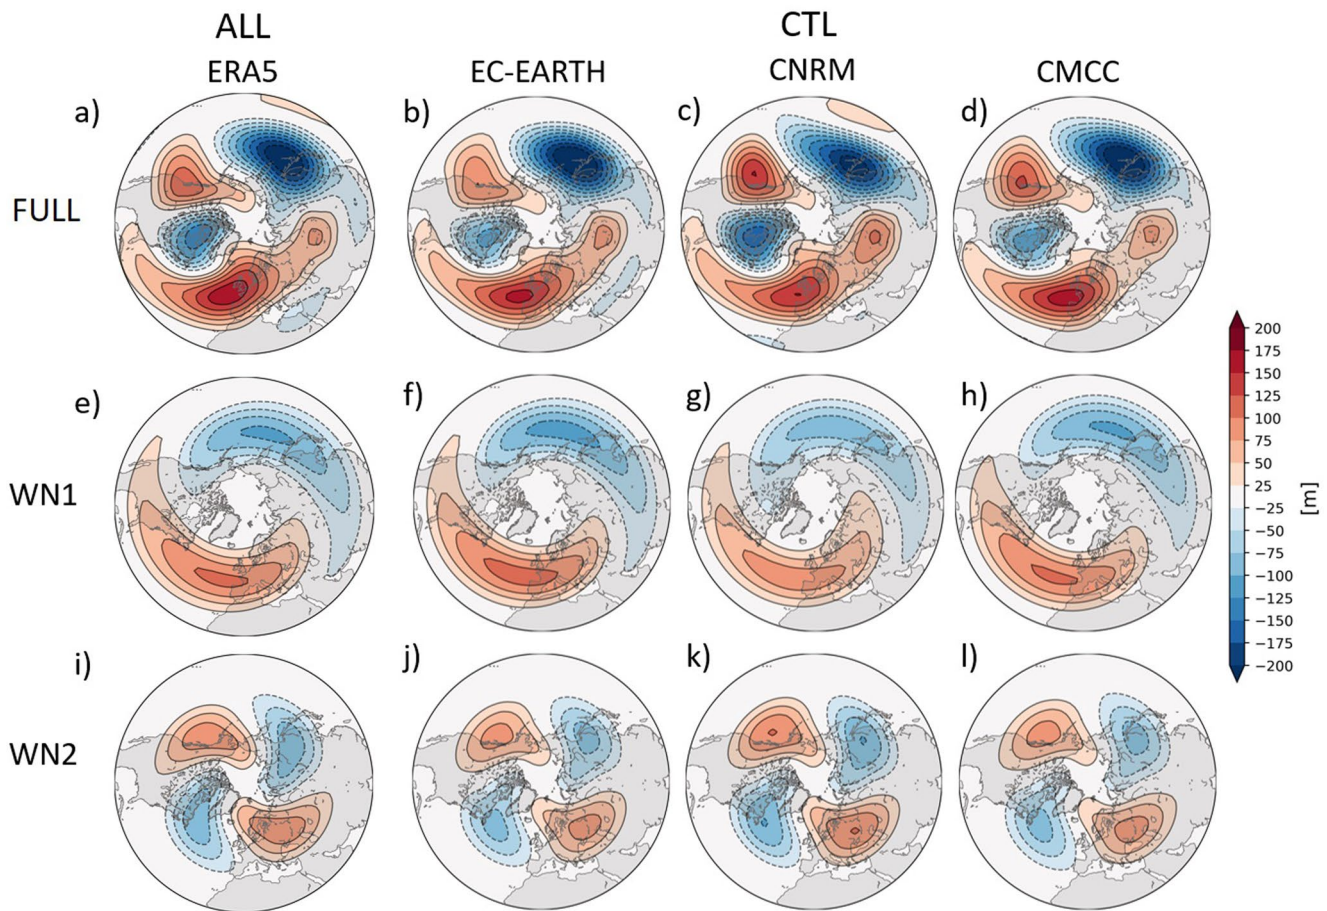 ALL CTL
ERA5 EC-EARTH CNRM CMCC
a) b) c) d)
FULL
e) f) g) h)
WN1
i) j) k) l)
WN2
200
175
150
125
100
75
50
25
−25
−50
−75
−100
−125
−150
−175
−200
[m]